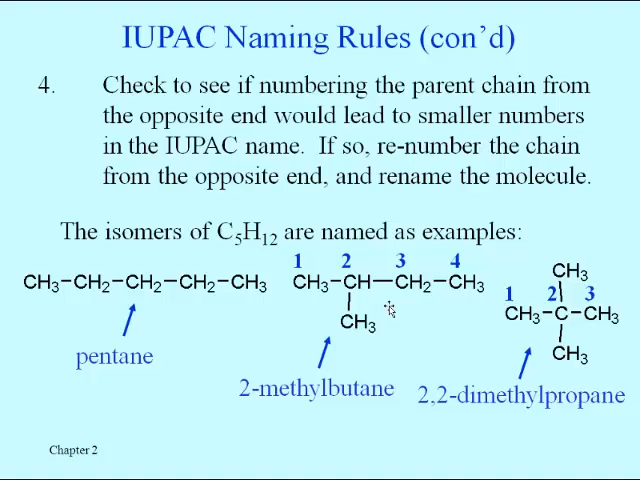 IUPAC Naming Rules (con’d)
4. Check to see if numbering the parent chain from
the opposite end would lead to smaller numbers
in the IUPAC name. If so, re-number the chain
from the opposite end, and rename the molecule.
The isomers of C5H12 are named as examples:
CH3-CH2-CH2-CH2-CH3
pentane
1 2 3 4
CH3-CH-CH2-CH3
CH3
2-methylbutane
CH3
1 2 3
CH3-C-CH3
CH3
2,2-dimethylpropane
Chapter 2